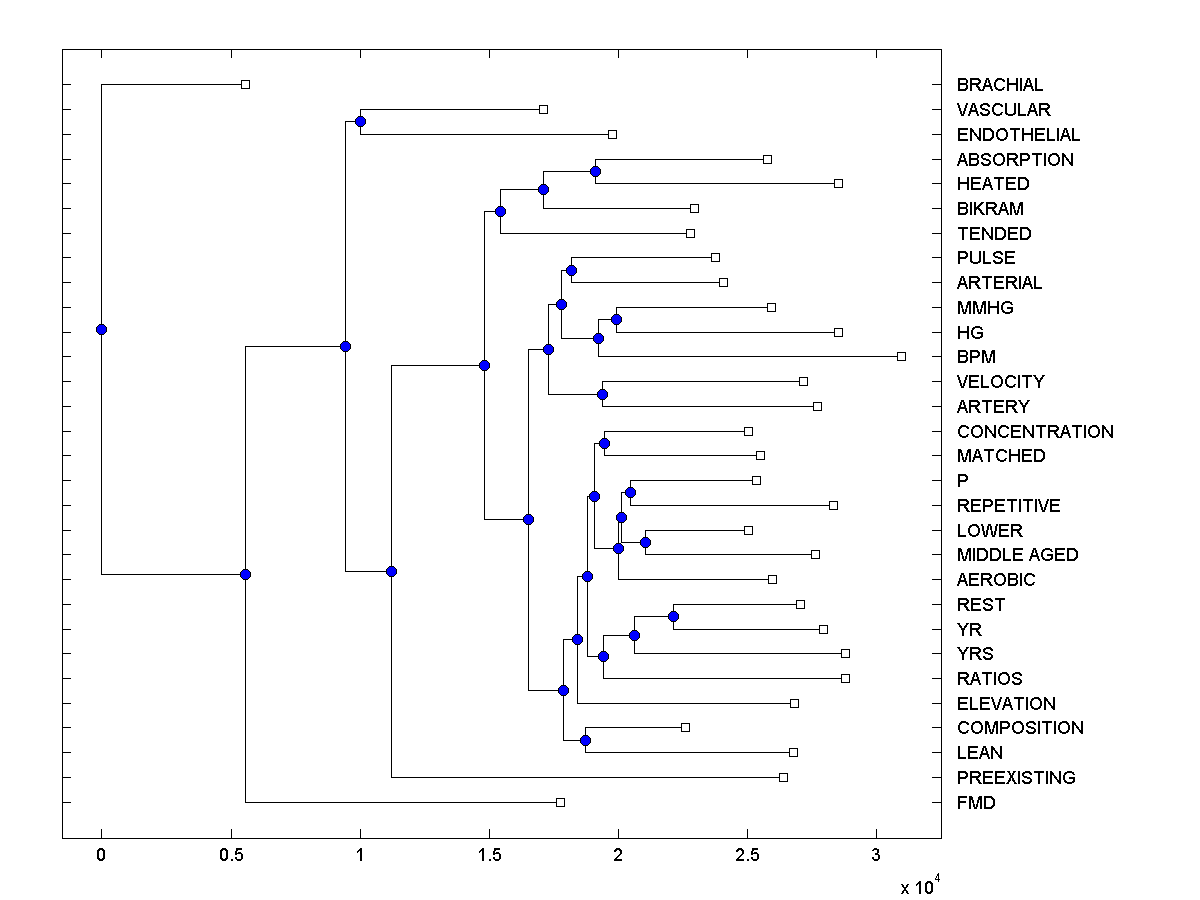 BRACHIAL
VASCULAR
ENDOTHELIAL
ABSORPTION
HEATED
BIKRAM
TENDED
PULSE
ARTERIAL
MMHG
HG
BPM
VELOCITY
ARTERY
CONCENTRATION
MATCHED
P
REPETITIVE
LOWER
MIDDLE AGED
AEROBIC
REST
YR
YRS
RATIOS
ELEVATION
COMPOSITION
LEAN
PREEXISTING
FMD
0 0.5 1 1.5 2 2.5 3
x 10^4